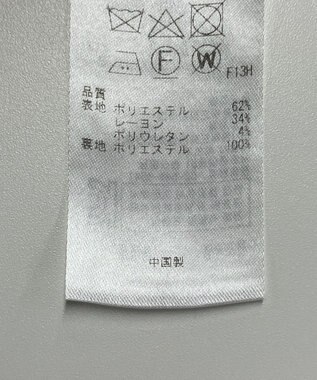 F W F13H
品質
表地 ポリエステル 62%
レーヨン 34%
ポリウレタン 4%
裏地 ポリエステル 100%
中国製